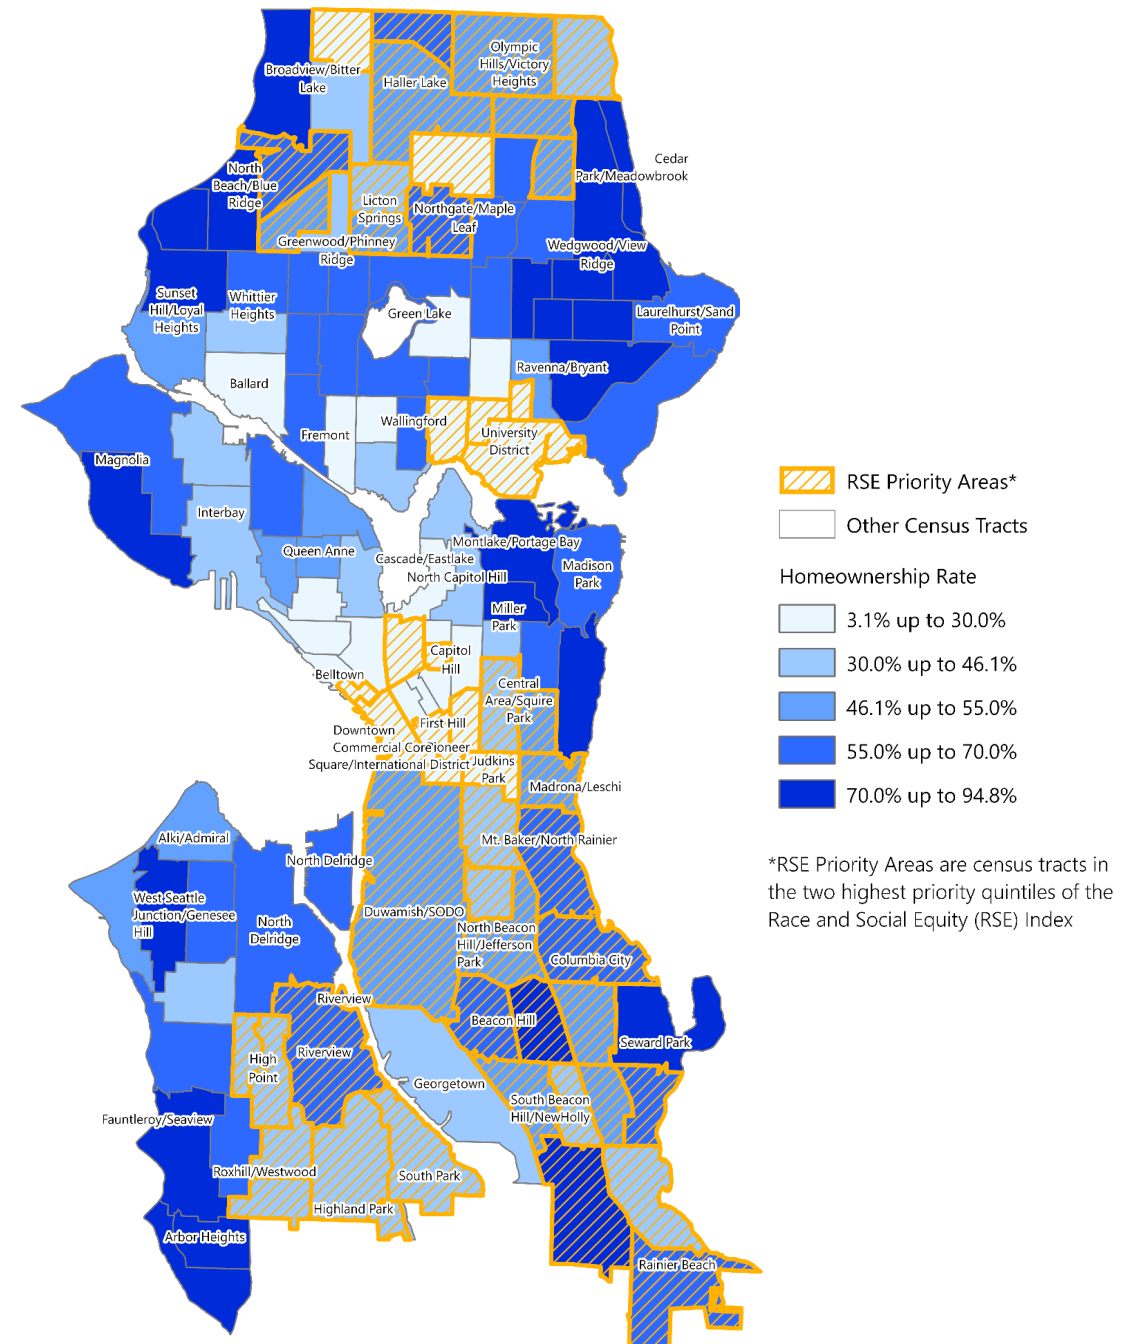 Olympic
Hills/Victory
Heights
Broadview/Bitter
Lake
Haller Lake
Cedar
Park/Meadowbrook
North
Beach/Blue
Ridge
Licton
Springs
Northgate/Maple
Leaf
Greenwood/Phinney
Ridge
Wedgwood/View
Ridge
Sunset
Hill/Loyal
Heights
Whittier
Heights
Green Lake
Laurelhurst/Sand
Point
Ravenna/Bryant
Ballard
Wallingford
Fremont
University
District
Magnolia
Interbay
Queen Anne
Montlake/Portage Bay
Cascade/Eastlake
Madison
Park
North Capitol Hill
Miller
Park
Capitol
Hill
Belltown
Central
Area/Squire
Park
First Hill
Downtown
Commercial Core
Pioneer
Square/International District
Judkins
Park
Madrona/Leschi
Alki/Admiral
North Delridge
Mt. Baker/North Rainier
West Seattle
Junction/Genesee
Hill
North
Delridge
Duwamish/SODO
North Beacon
Hill/Jefferson
Park
Columbia City
Riverview
Beacon Hill
Seward Park
Riverview
High
Point
Georgetown
South Beacon
Hill/NewHolly
Fauntleroy/Seaview
Roxhill/Westwood
South Park
Highland Park
Arbor Heights
Rainier Beach
RSE Priority Areas*
Other Census Tracts
Homeownership Rate
3.1% up to 30.0%
30.0% up to 46.1%
46.1% up to 55.0%
55.0% up to 70.0%
70.0% up to 94.8%
*RSE Priority Areas are census tracts in
the two highest priority quintiles of the
Race and Social Equity (RSE) Index